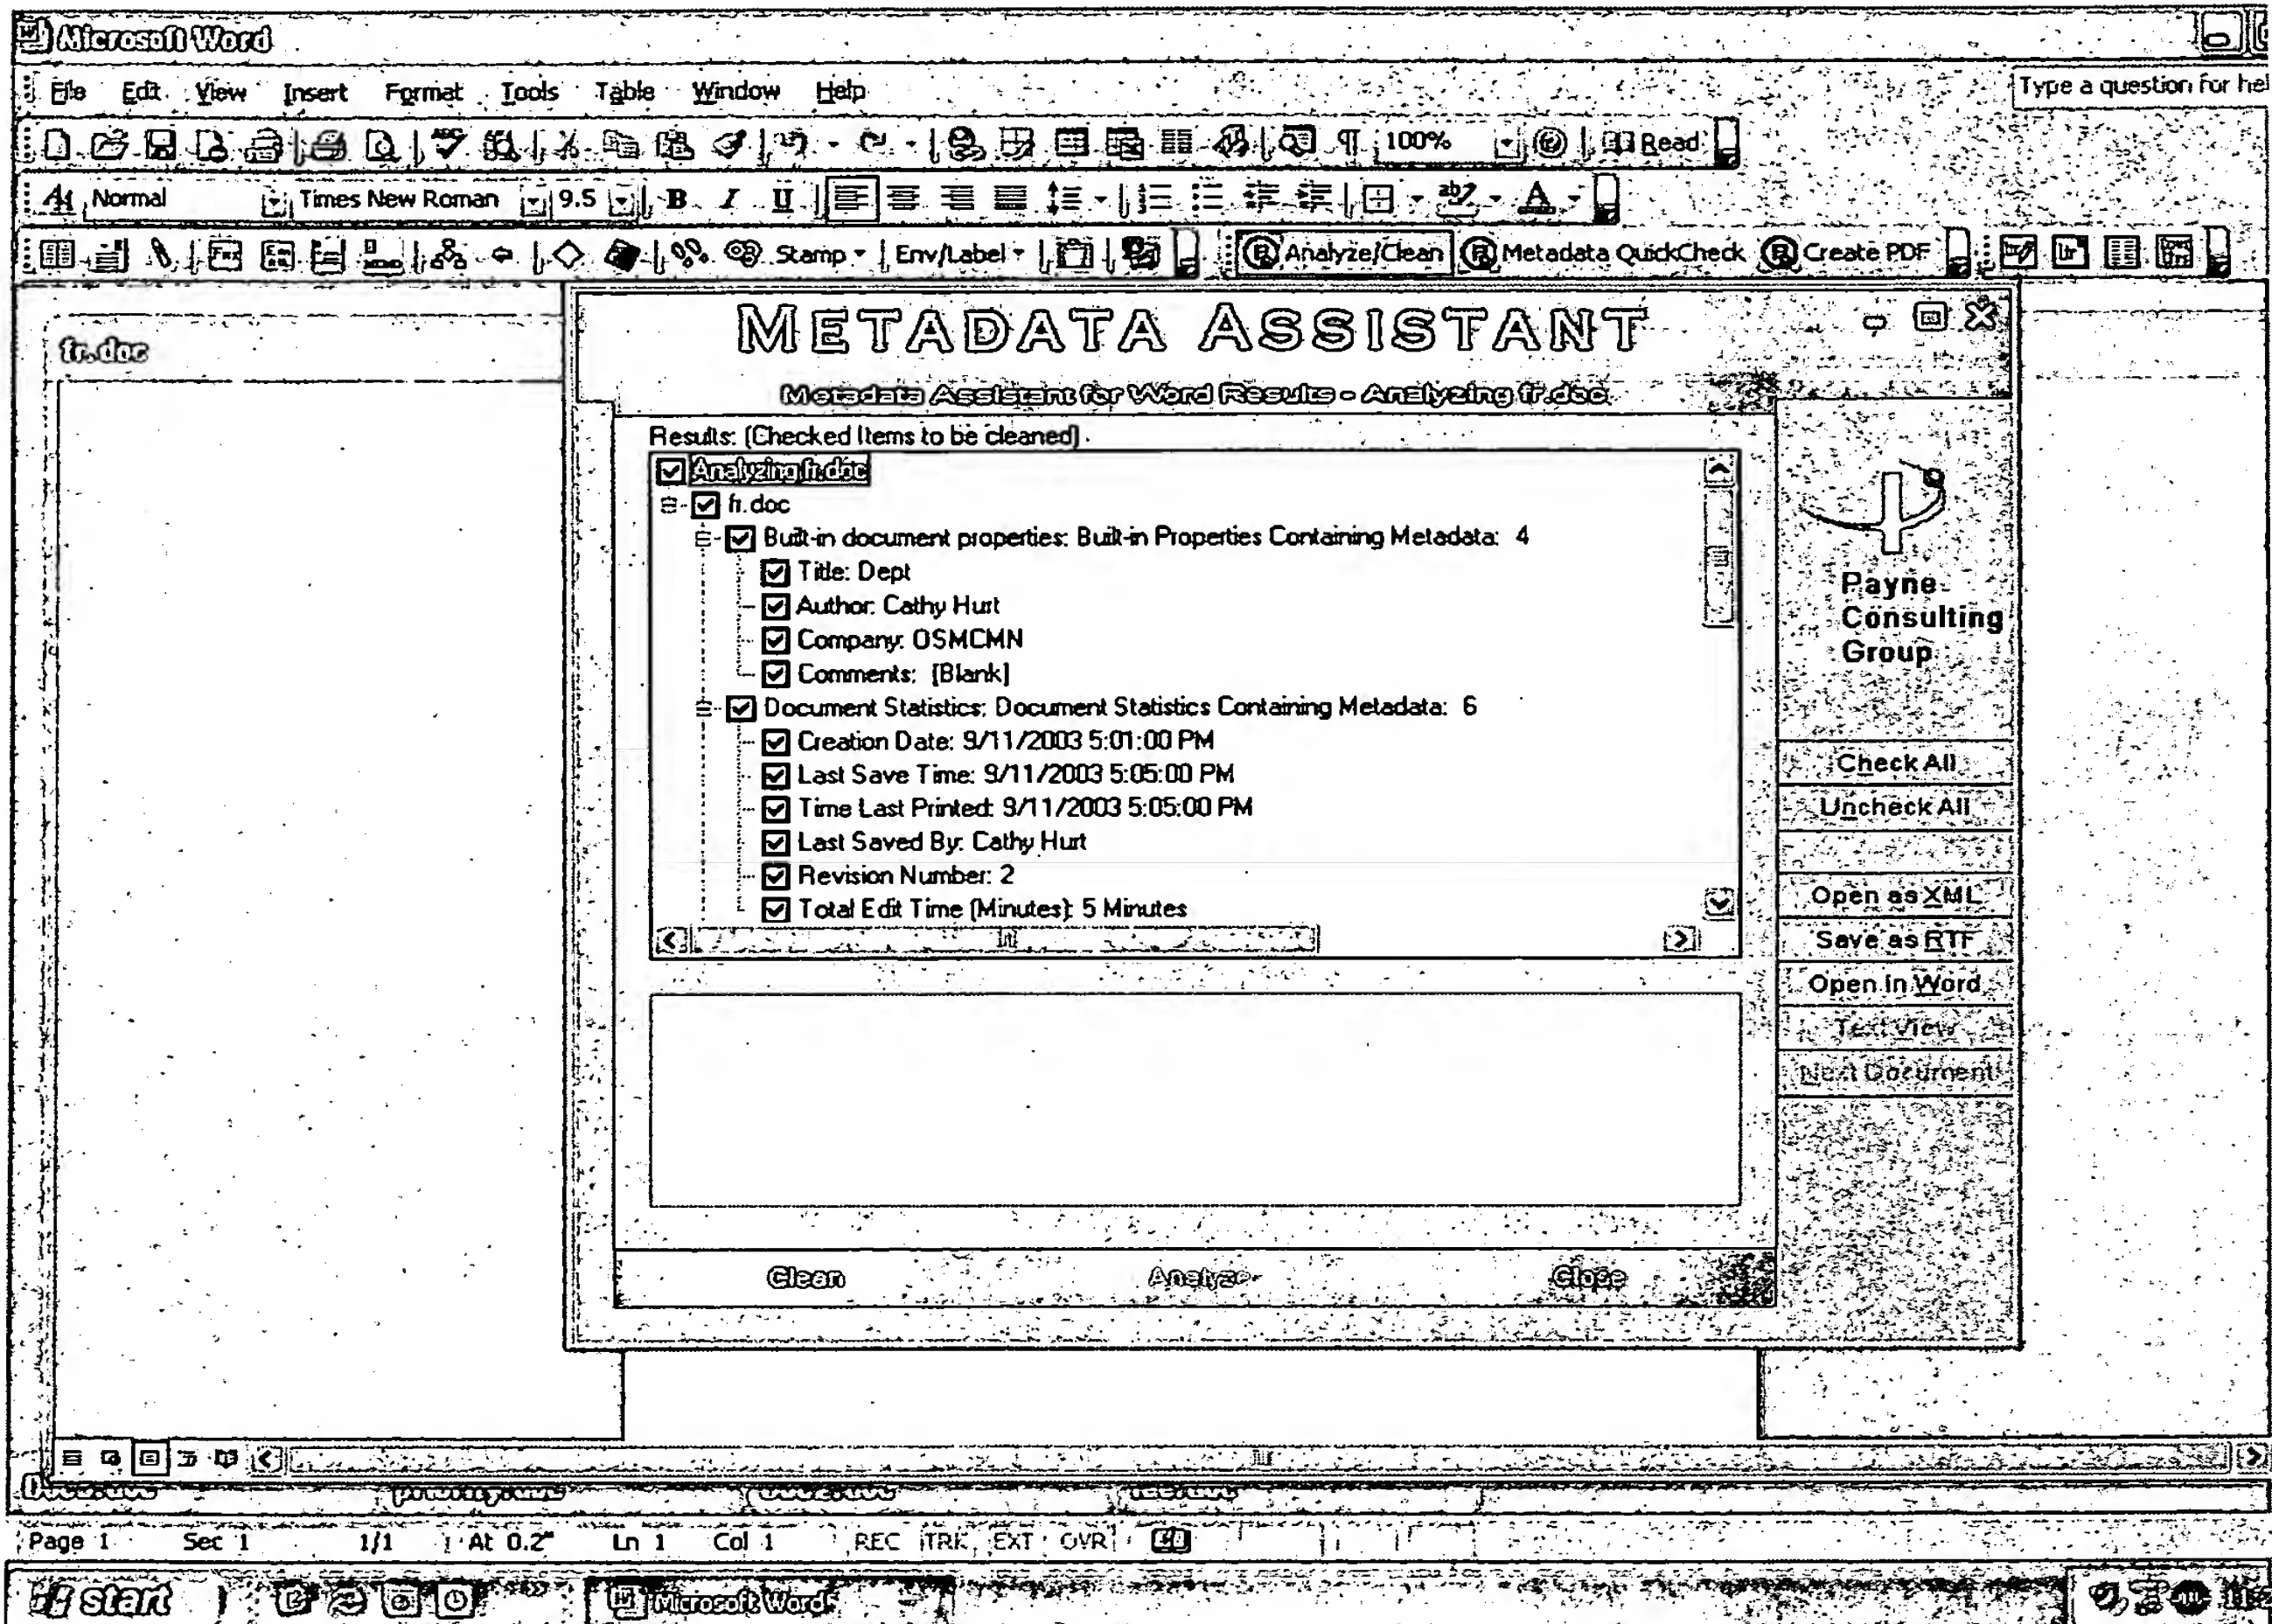 Microsoft Word
File Edit View Insert Format Tools Table Window Help Type a question for hel
100% Read
Normal Times New Roman 9.5 B I U A
Stamp Env/Label Analyze/Clean Metadata QuickCheck Create PDF
METADATA ASSISTANT
fr.doc
Metadata Assistant for Word Results - Analyzing fr.doc
Results: (Checked Items to be cleaned)
Analyzing fr.doc
fr.doc
Built-in document properties: Built-in Properties Containing Metadata: 4
Title: Dept
Author: Cathy Hurt
Company: OSMCMN
Comments: [Blank]
Document Statistics: Document Statistics Containing Metadata: 6
Creation Date: 9/11/2003 5:01:00 PM
Last Save Time: 9/11/2003 5:05:00 PM
Time Last Printed: 9/11/2003 5:05:00 PM
Last Saved By: Cathy Hurt
Revision Number: 2
Total Edit Time (Minutes): 5 Minutes
Payne
Consulting
Group
Check All
Uncheck All
Open as XML
Save as RTF
Open in Word
Text View
Next Document
Clean Analyze Close
Page 1 Sec 1 1/1 At 0.2" Ln 1 Col 1 REC TRK EXT OVR
start Microsoft Word